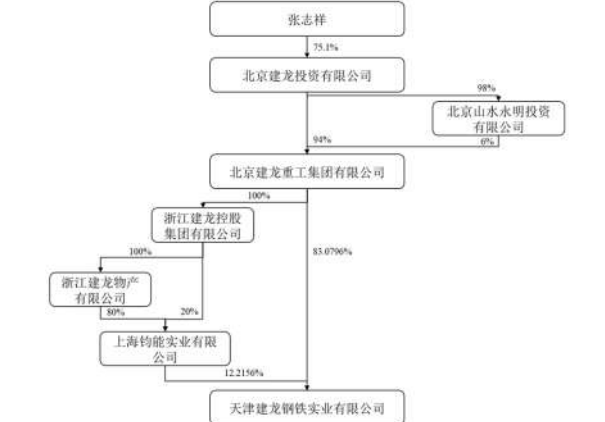 张志祥
75.1%
北京建龙投资有限公司
98%
北京山水永明投资
有限公司
94%
6%
北京建龙重工集团有限公司
100%
浙江建龙控股
集团有限公司
83.0796%
100%
浙江建龙物产
有限公司
80%
20%
上海钧能实业有限
公司
12.2156%
天津建龙钢铁实业有限公司